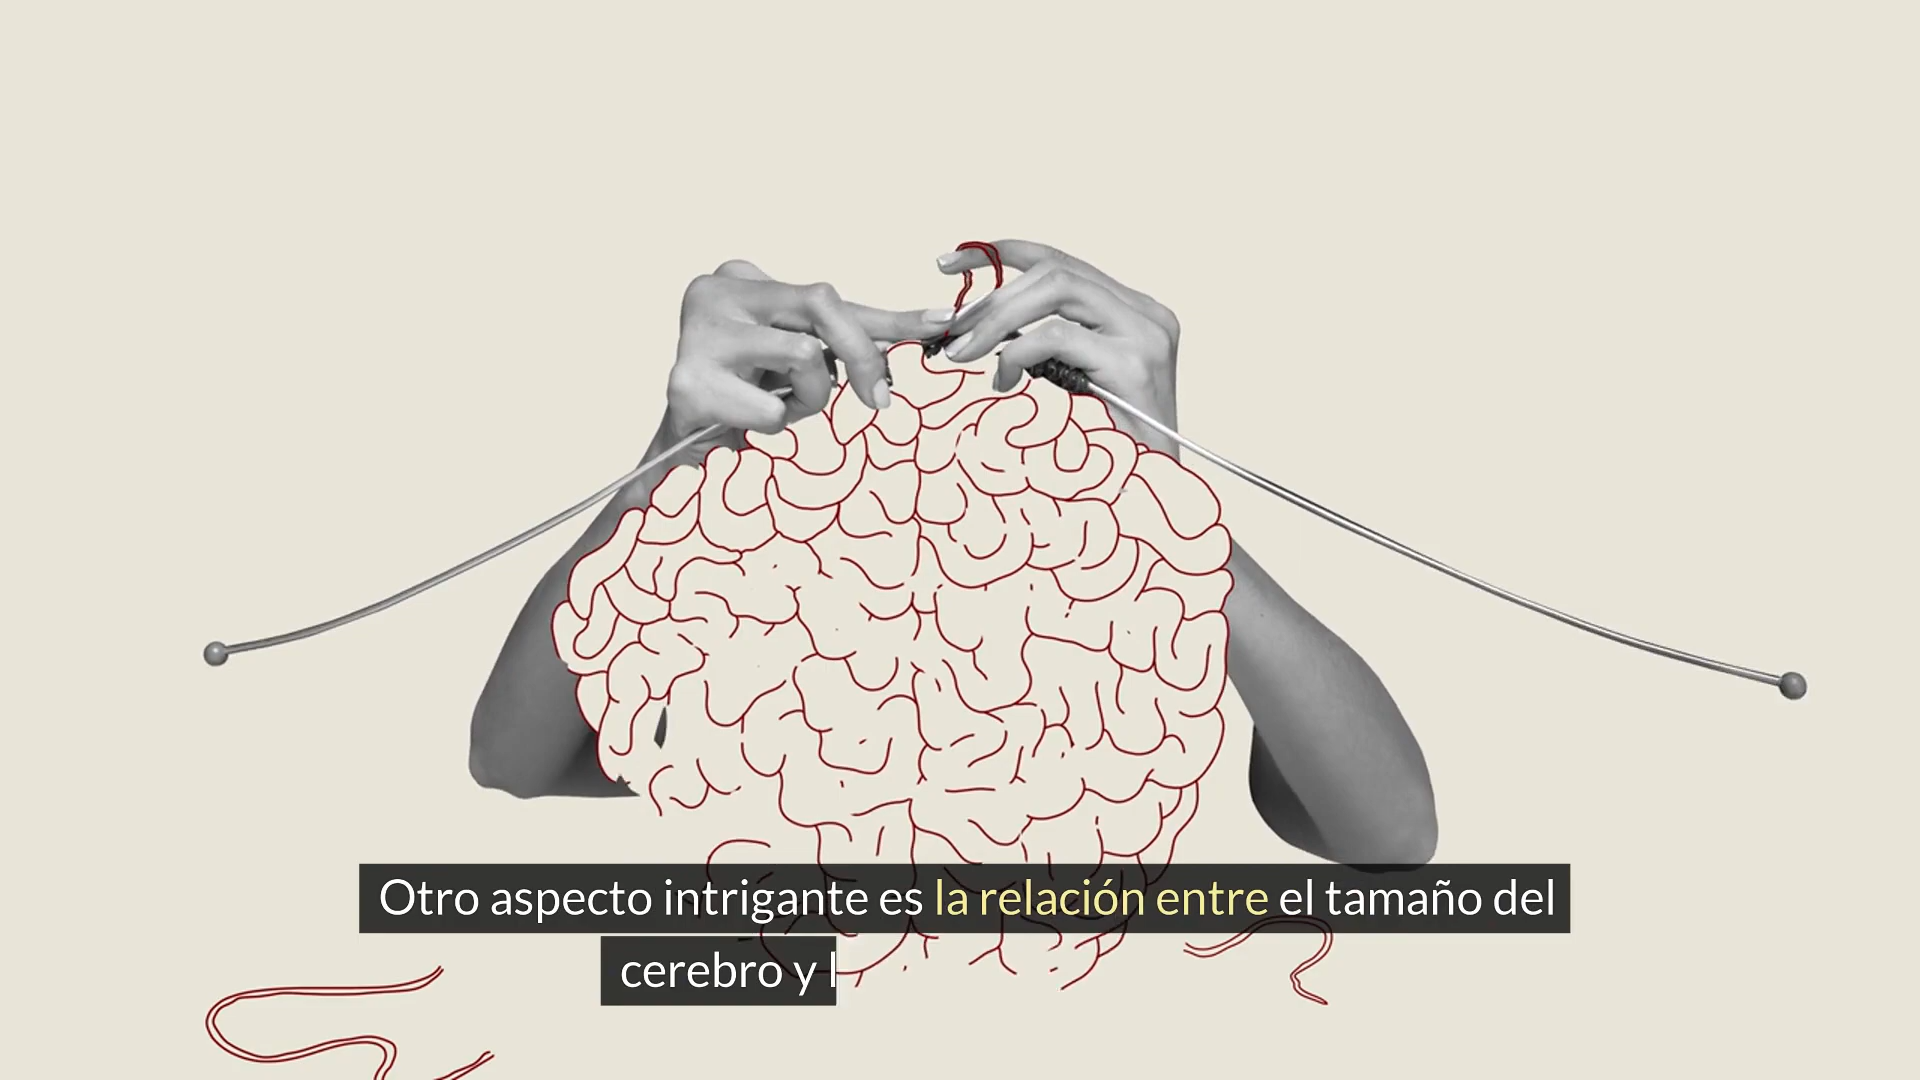 Otro aspecto intrigante es la relación entre el tamaño del
cerebro y l